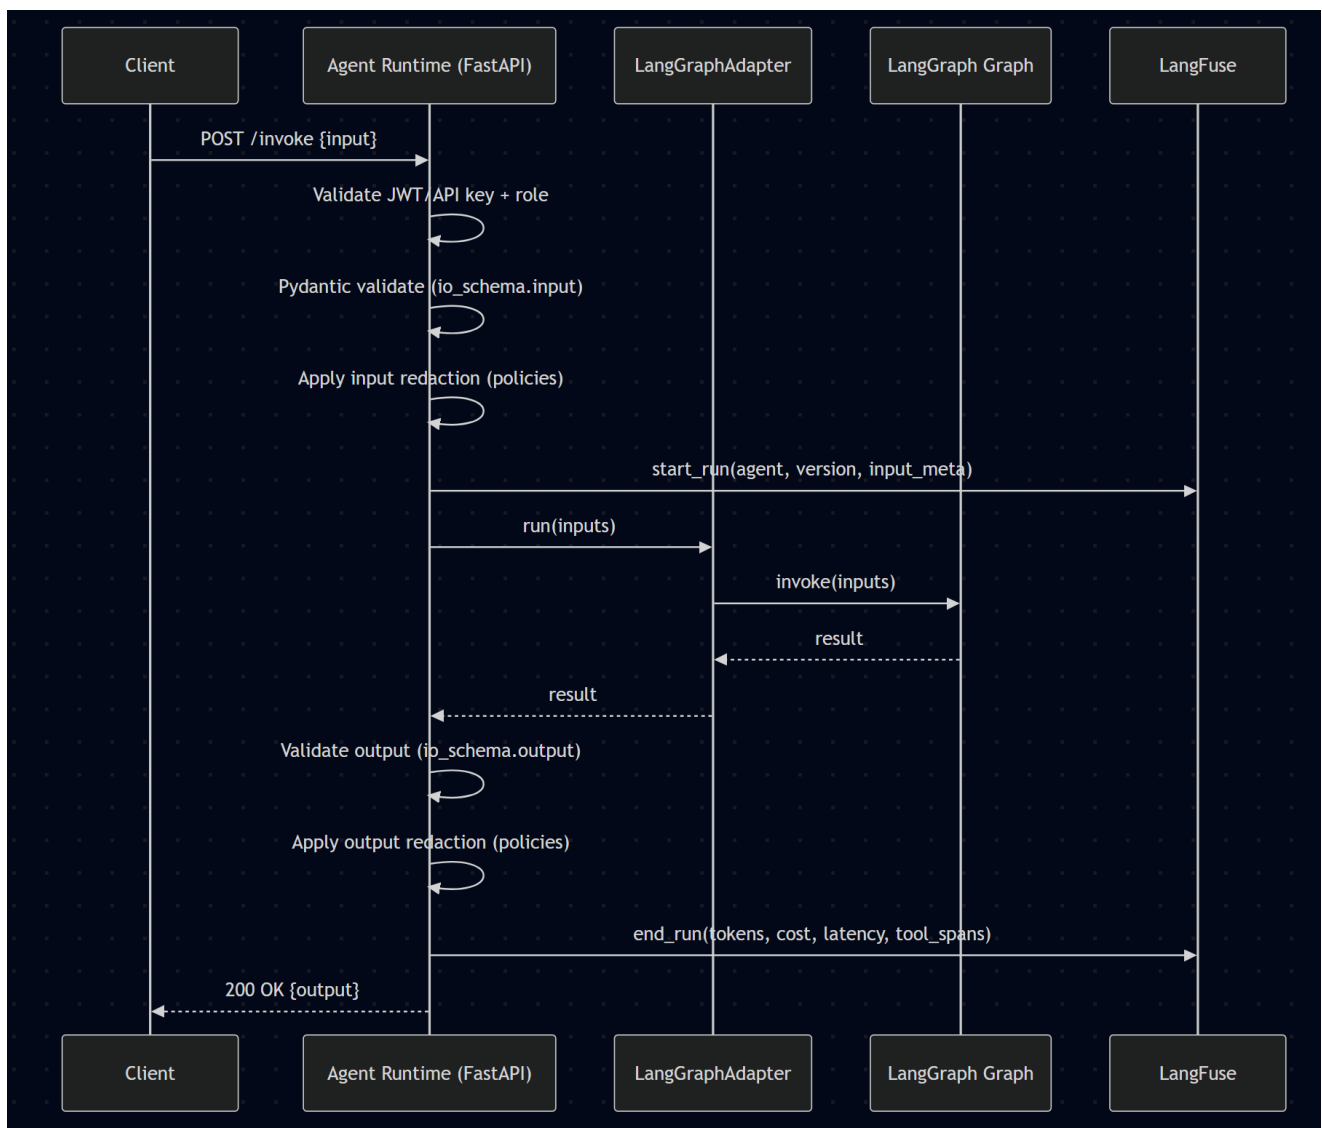 Client
Agent Runtime (FastAPI)
LangGraphAdapter
LangGraph Graph
LangFuse
POST /invoke {input}
Validate JWT/API key + role
Pydantic validate (io_schema.input)
Apply input redaction (policies)
start_run(agent, version, input_meta)
run(inputs)
invoke(inputs)
result
result
Validate output (io_schema.output)
Apply output redaction (policies)
end_run(tokens, cost, latency, tool_spans)
200 OK {output}
Client
Agent Runtime (FastAPI)
LangGraphAdapter
LangGraph Graph
LangFuse